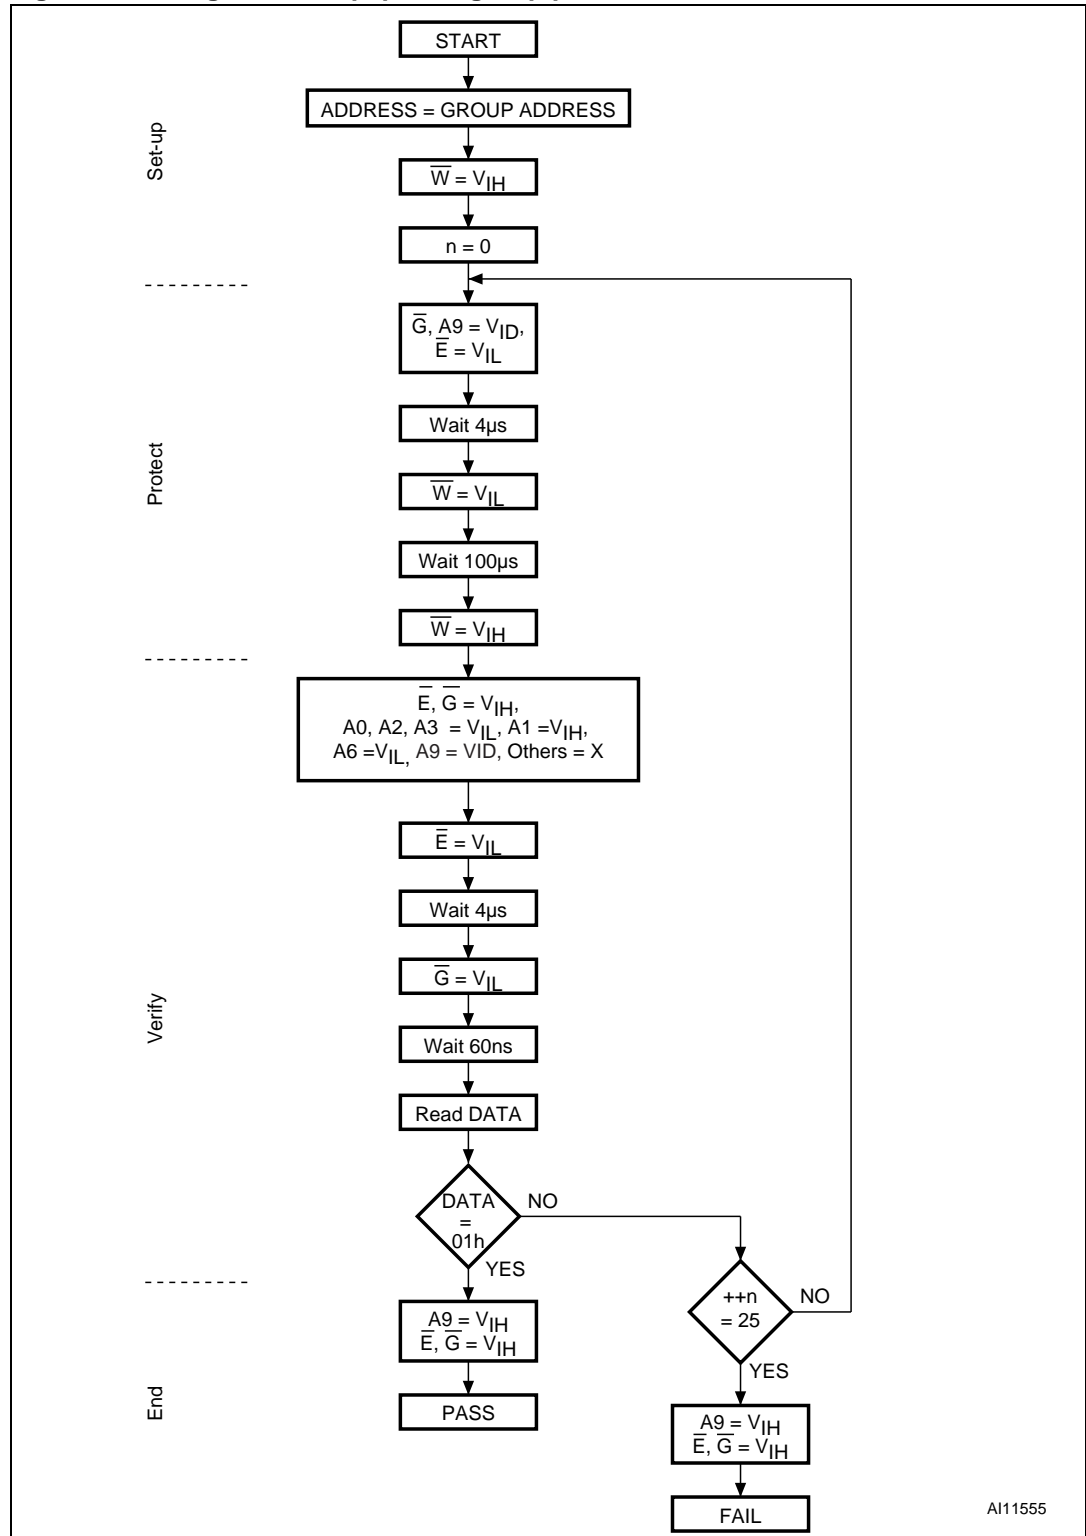 START
ADDRESS = GROUP ADDRESS
Set-up
W̅ = VIH
n = 0
G̅, A9 = VID,
E̅ = VIL
Wait 4µs
Protect
W̅ = VIL
Wait 100µs
W̅ = VIH
E̅, G̅ = VIH,
A0, A2, A3 = VIL, A1 =VIH,
A6 =VIL, A9 = VID, Others = X
E̅ = VIL
Wait 4µs
G̅ = VIL
Verify
Wait 60ns
Read DATA
DATA
=
01h
NO
YES
++n
= 25
NO
YES
End
A9 = VIH
E̅, G̅ = VIH
PASS
A9 = VIH
E̅, G̅ = VIH
FAIL
AI11555